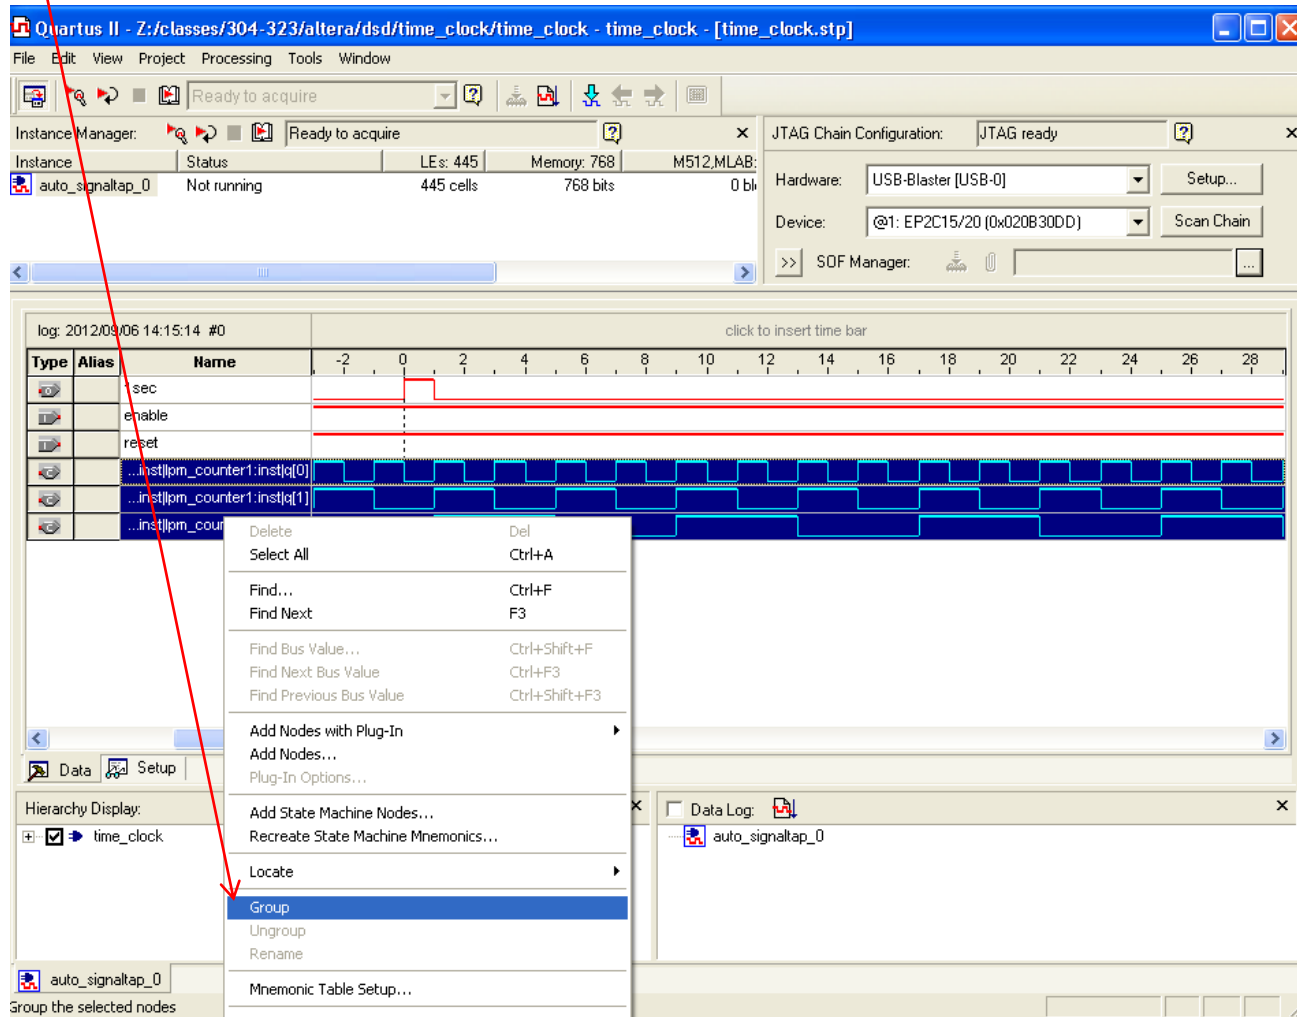 Quartus II - Z:/classes/304-323/altera/dsd/time_clock/time_clock - time_clock - [time_clock.stp]
File Edit View Project Processing Tools Window
Ready to acquire
Instance Manager: Ready to acquire
JTAG Chain Configuration: JTAG ready
Instance Status LEs: 445 Memory: 768 M512,MLAB:
auto_signaltap_0 Not running 445 cells 768 bits 0 blo
Hardware: USB-Blaster [USB-0] Setup...
Device: @1: EP2C15/20 (0x020B30DD) Scan Chain
>> SOF Manager: ...
log: 2012/09/06 14:15:14 #0 click to insert time bar
Type Alias Name -2 0 2 4 6 8 10 12 14 16 18 20 22 24 26 28
1sec
enable
reset
...inst|lpm_counter1:inst|q[0]
...inst|lpm_counter1:inst|q[1]
...inst|lpm_cour
Delete Del
Select All Ctrl+A
Find... Ctrl+F
Find Next F3
Find Bus Value... Ctrl+Shift+F
Find Next Bus Value Ctrl+F3
Find Previous Bus Value Ctrl+Shift+F3
Add Nodes with Plug-In
Add Nodes...
Plug-In Options...
Add State Machine Nodes...
Recreate State Machine Mnemonics...
Locate
Group
Ungroup
Rename
Mnemonic Table Setup...
Data Setup
Hierarchy Display:
time_clock
Data Log:
auto_signaltap_0
auto_signaltap_0
Group the selected nodes